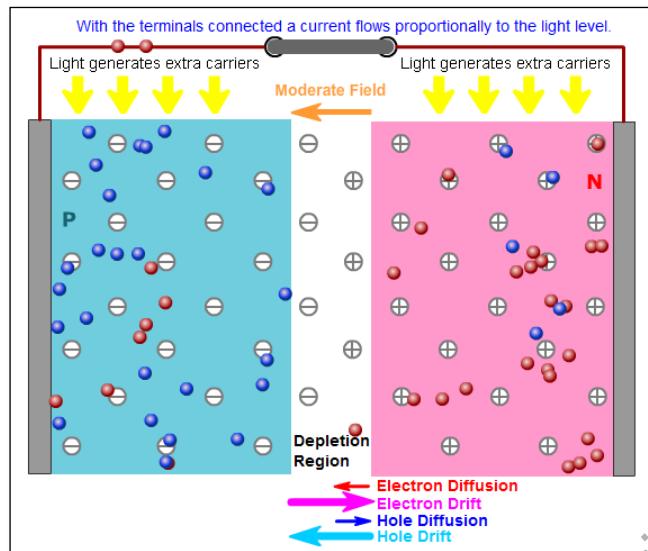 With the terminals connected a current flows proportionally to the light level.
Light generates extra carriers
Light generates extra carriers
Moderate Field
P
N
Depletion
Region
Electron Diffusion
Electron Drift
Hole Diffusion
Hole Drift